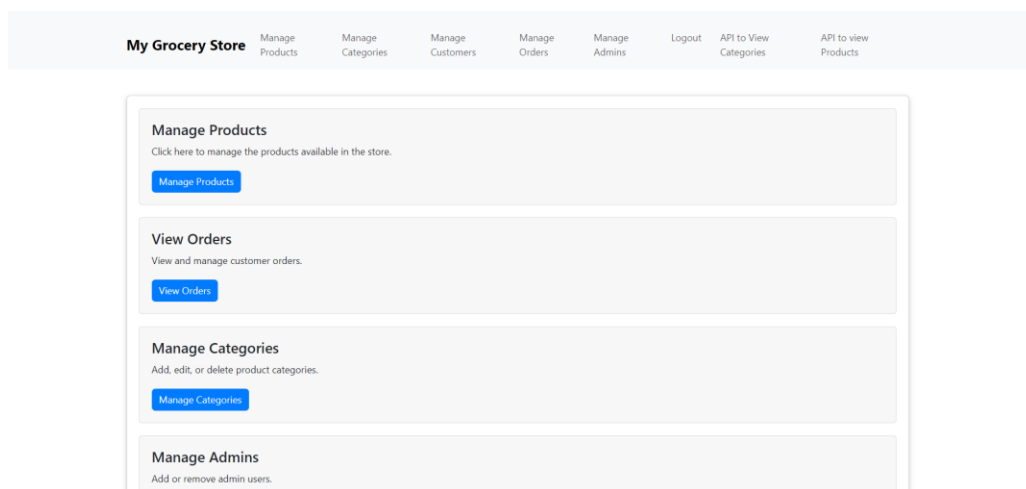 My Grocery Store
Manage
Products
Manage
Categories
Manage
Customers
Manage
Orders
Manage
Admins
Logout
API to View
Categories
API to view
Products
Manage Products
Click here to manage the products available in the store.
Manage Products
View Orders
View and manage customer orders.
View Orders
Manage Categories
Add, edit, or delete product categories.
Manage Categories
Manage Admins
Add or remove admin users.